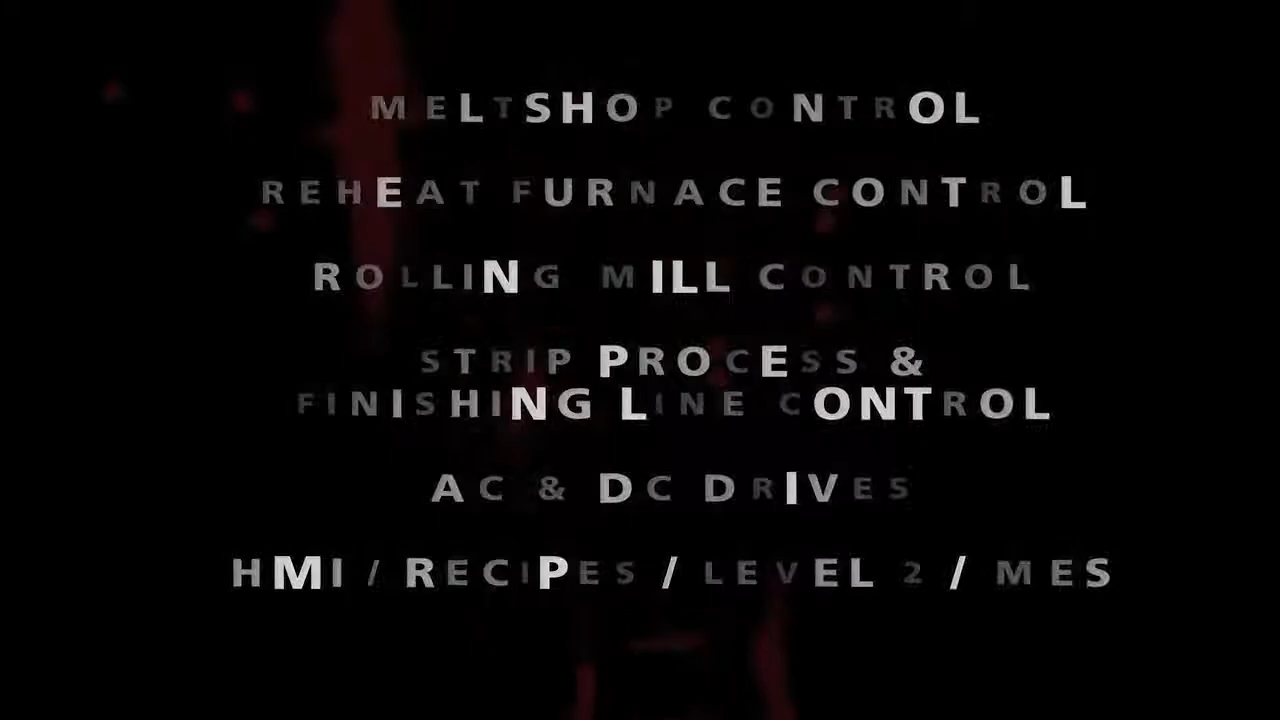 MELTSHOP CONTROL
REHEAT FURNACE CONTROL
ROLLING MILL CONTROL
STRIP PROCESS &
FINISHING LINE CONTROL
AC & DC DRIVES
HMI / RECIPES / LEVEL 2 / MES